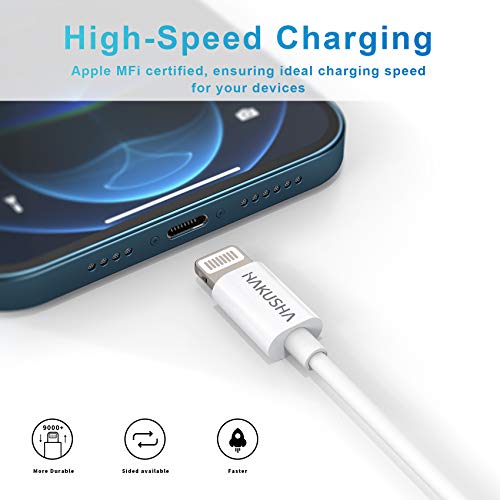 High-Speed Charging
Apple MFi certified, ensuring ideal charging speed
for your devices
HAKUSHA
9000+
More Durable
Sided available
Faster